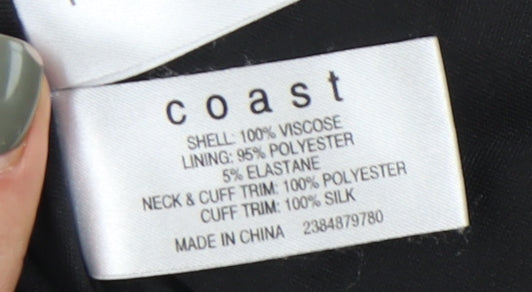 coast
SHELL: 100% VISCOSE
LINING: 95% POLYESTER
5% ELASTANE
NECK & CUFF TRIM: 100% POLYESTER
CUFF TRIM: 100% SILK
MADE IN CHINA 2384879780